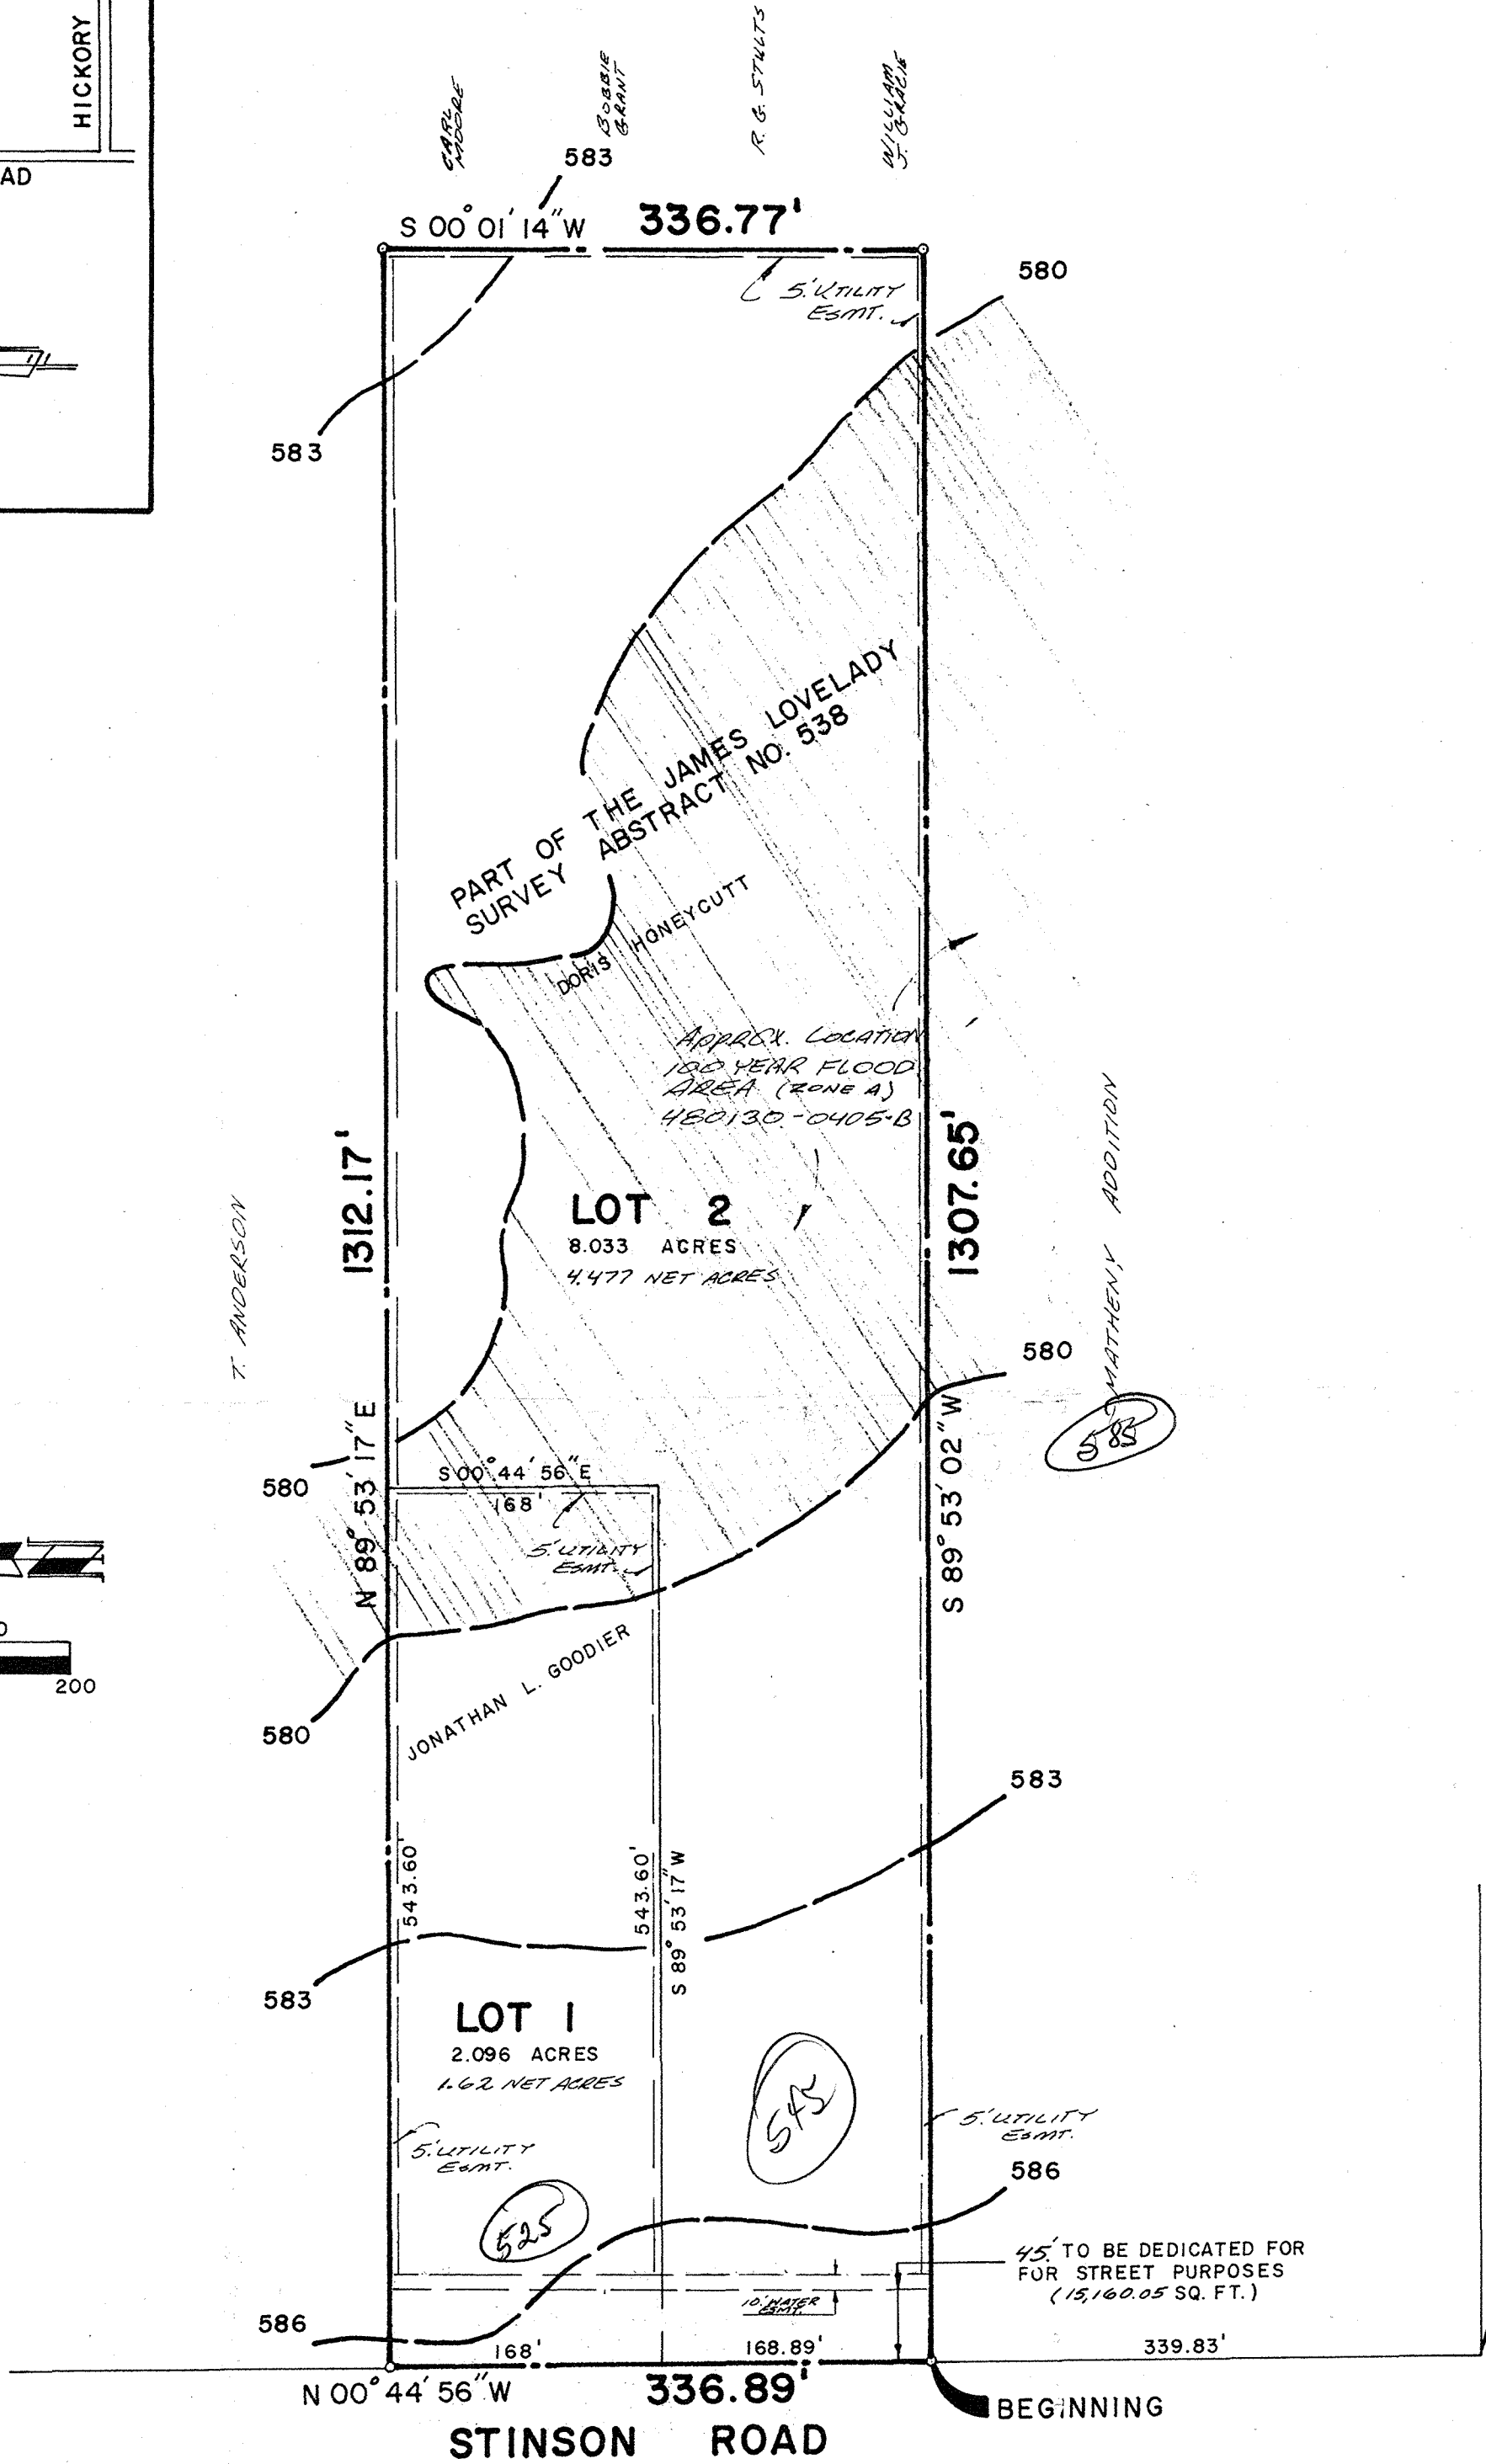 HICKORY
AD
CARL
MOORE
BOBBIE
GRANT
R. G. STULTS
WILLIAM
J. GRACIE
583
S 00° 01' 14" W 336.77'
580
5' UTILITY
ESMT.
583
PART OF THE JAMES LOVELADY
SURVEY ABSTRACT NO. 538
DORIS HONEYCUTT
APPROX. LOCATION
100 YEAR FLOOD
AREA (ZONE A)
480130-0405-B
1312.17'
1307.65'
T. ANDERSON
MATHENY ADDITION
LOT 2
8.033 ACRES
4.477 NET ACRES
580
585
N 89° 53' 17" E
S 89° 53' 02" W
580
S 00° 44' 56" E
168'
5' UTILITY
ESMT.
JONATHAN L. GOODIER
0
200
580
583
543.60'
543.60'
S 89° 53' 17" W
583
LOT 1
2.096 ACRES
1.62 NET ACRES
545
5' UTILITY
ESMT.
5' UTILITY
ESMT.
525
586
45' TO BE DEDICATED FOR
FOR STREET PURPOSES
(15,160.05 SQ. FT.)
10' WATER
ESMT.
586
168'
168.89'
339.83'
N 00° 44' 56" W
336.89'
BEGINNING
STINSON ROAD